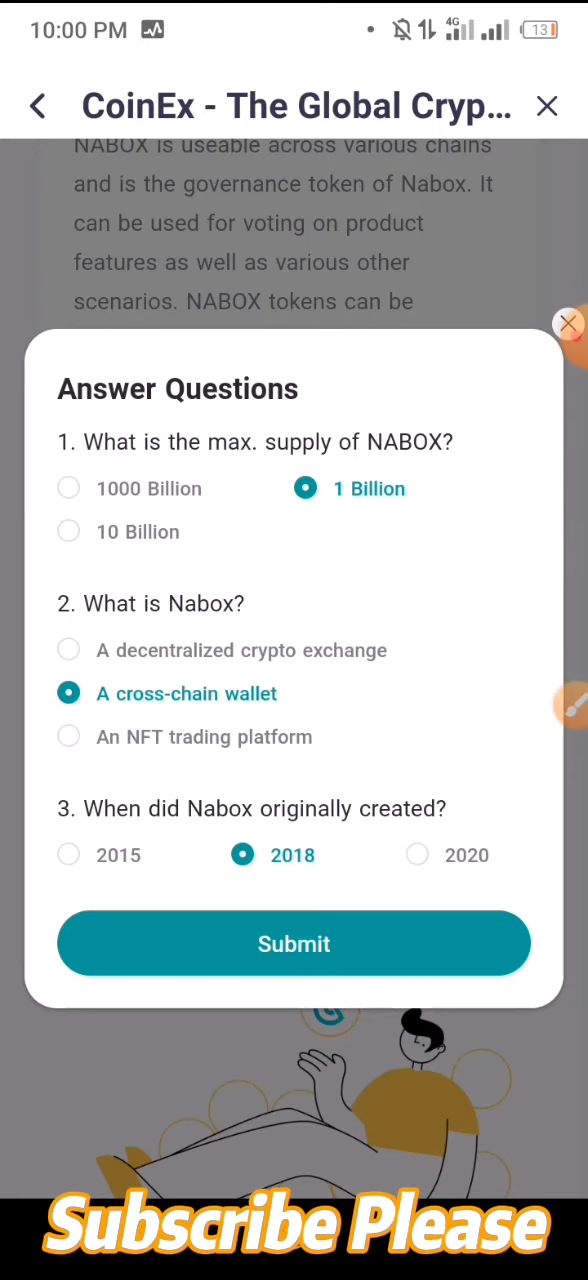 10:00 PM
4G
13
CoinEx - The Global Cryp...
NABOX is useable across various chains
and is the governance token of Nabox. It
can be used for voting on product
features as well as various other
scenarios. NABOX tokens can be
Answer Questions
1. What is the max. supply of NABOX?
1000 Billion
1 Billion
10 Billion
2. What is Nabox?
A decentralized crypto exchange
A cross-chain wallet
An NFT trading platform
3. When did Nabox originally created?
2015
2018
2020
Submit
Subscribe Please